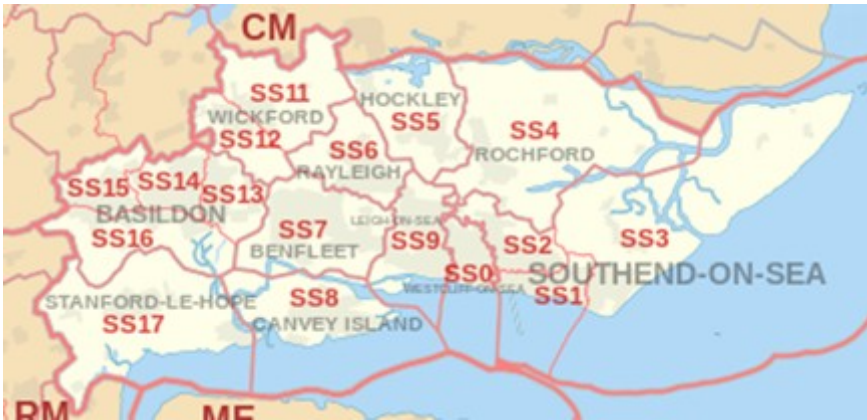 CM
SS11
WICKFORD
SS12
HOCKLEY
SS5
SS4
ROCHFORD
SS6
RAYLEIGH
SS15
SS14
SS13
BASILDON
SS16
SS7
BENFLEET
LEIGH-ON-SEA
SS9
SS2
SS3
SS0
WESTCLIFF-ON-SEA
SOUTHEND-ON-SEA
SS1
STANFORD-LE-HOPE
SS17
SS8
CANVEY ISLAND
RM
ME